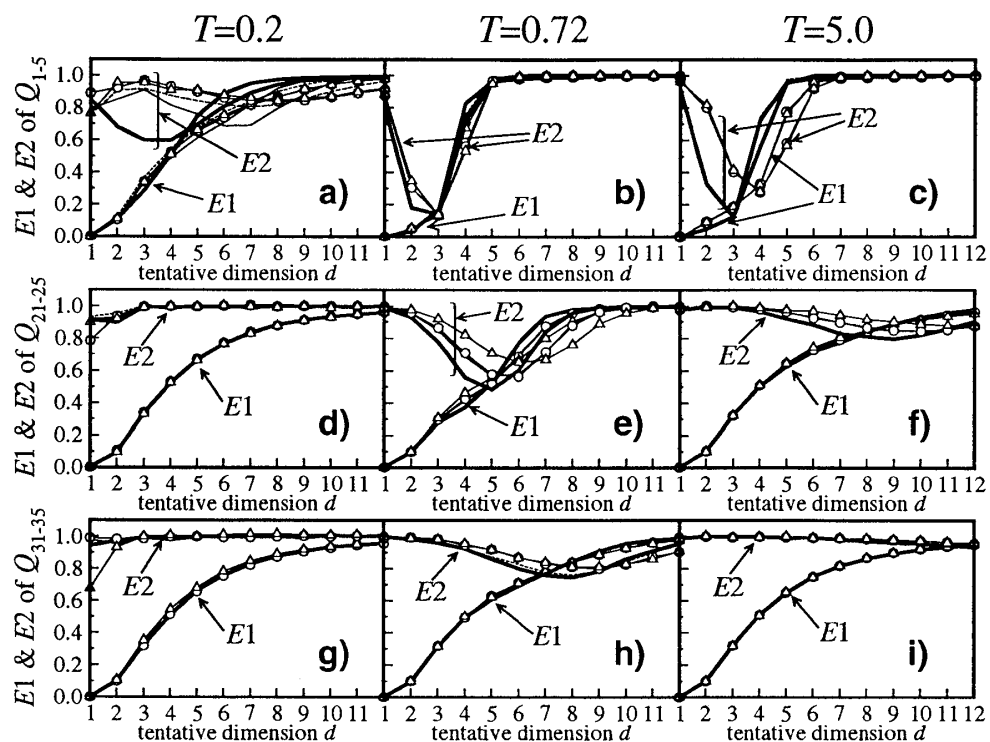 T=0.2 T=0.72 T=5.0
E1 & E2 of Q1-5
1.0
0.8
0.6
0.4
0.2
0.0
E2
E1
a)
E2
E1
b)
E2
E1
c)
1 2 3 4 5 6 7 8 9 10 11 1 2 3 4 5 6 7 8 9 10 11 1 2 3 4 5 6 7 8 9 10 11 12
tentative dimension d tentative dimension d tentative dimension d
E1 & E2 of Q21-25
1.0
0.8
0.6
0.4
0.2
0.0
E2
E1
d)
E2
E1
e)
E2
E1
f)
1 2 3 4 5 6 7 8 9 10 11 1 2 3 4 5 6 7 8 9 10 11 1 2 3 4 5 6 7 8 9 10 11 12
tentative dimension d tentative dimension d tentative dimension d
E1 & E2 of Q31-35
1.0
0.8
0.6
0.4
0.2
0.0
E2
E1
g)
E2
E1
h)
E2
E1
i)
1 2 3 4 5 6 7 8 9 10 11 1 2 3 4 5 6 7 8 9 10 11 1 2 3 4 5 6 7 8 9 10 11 12
tentative dimension d tentative dimension d tentative dimension d